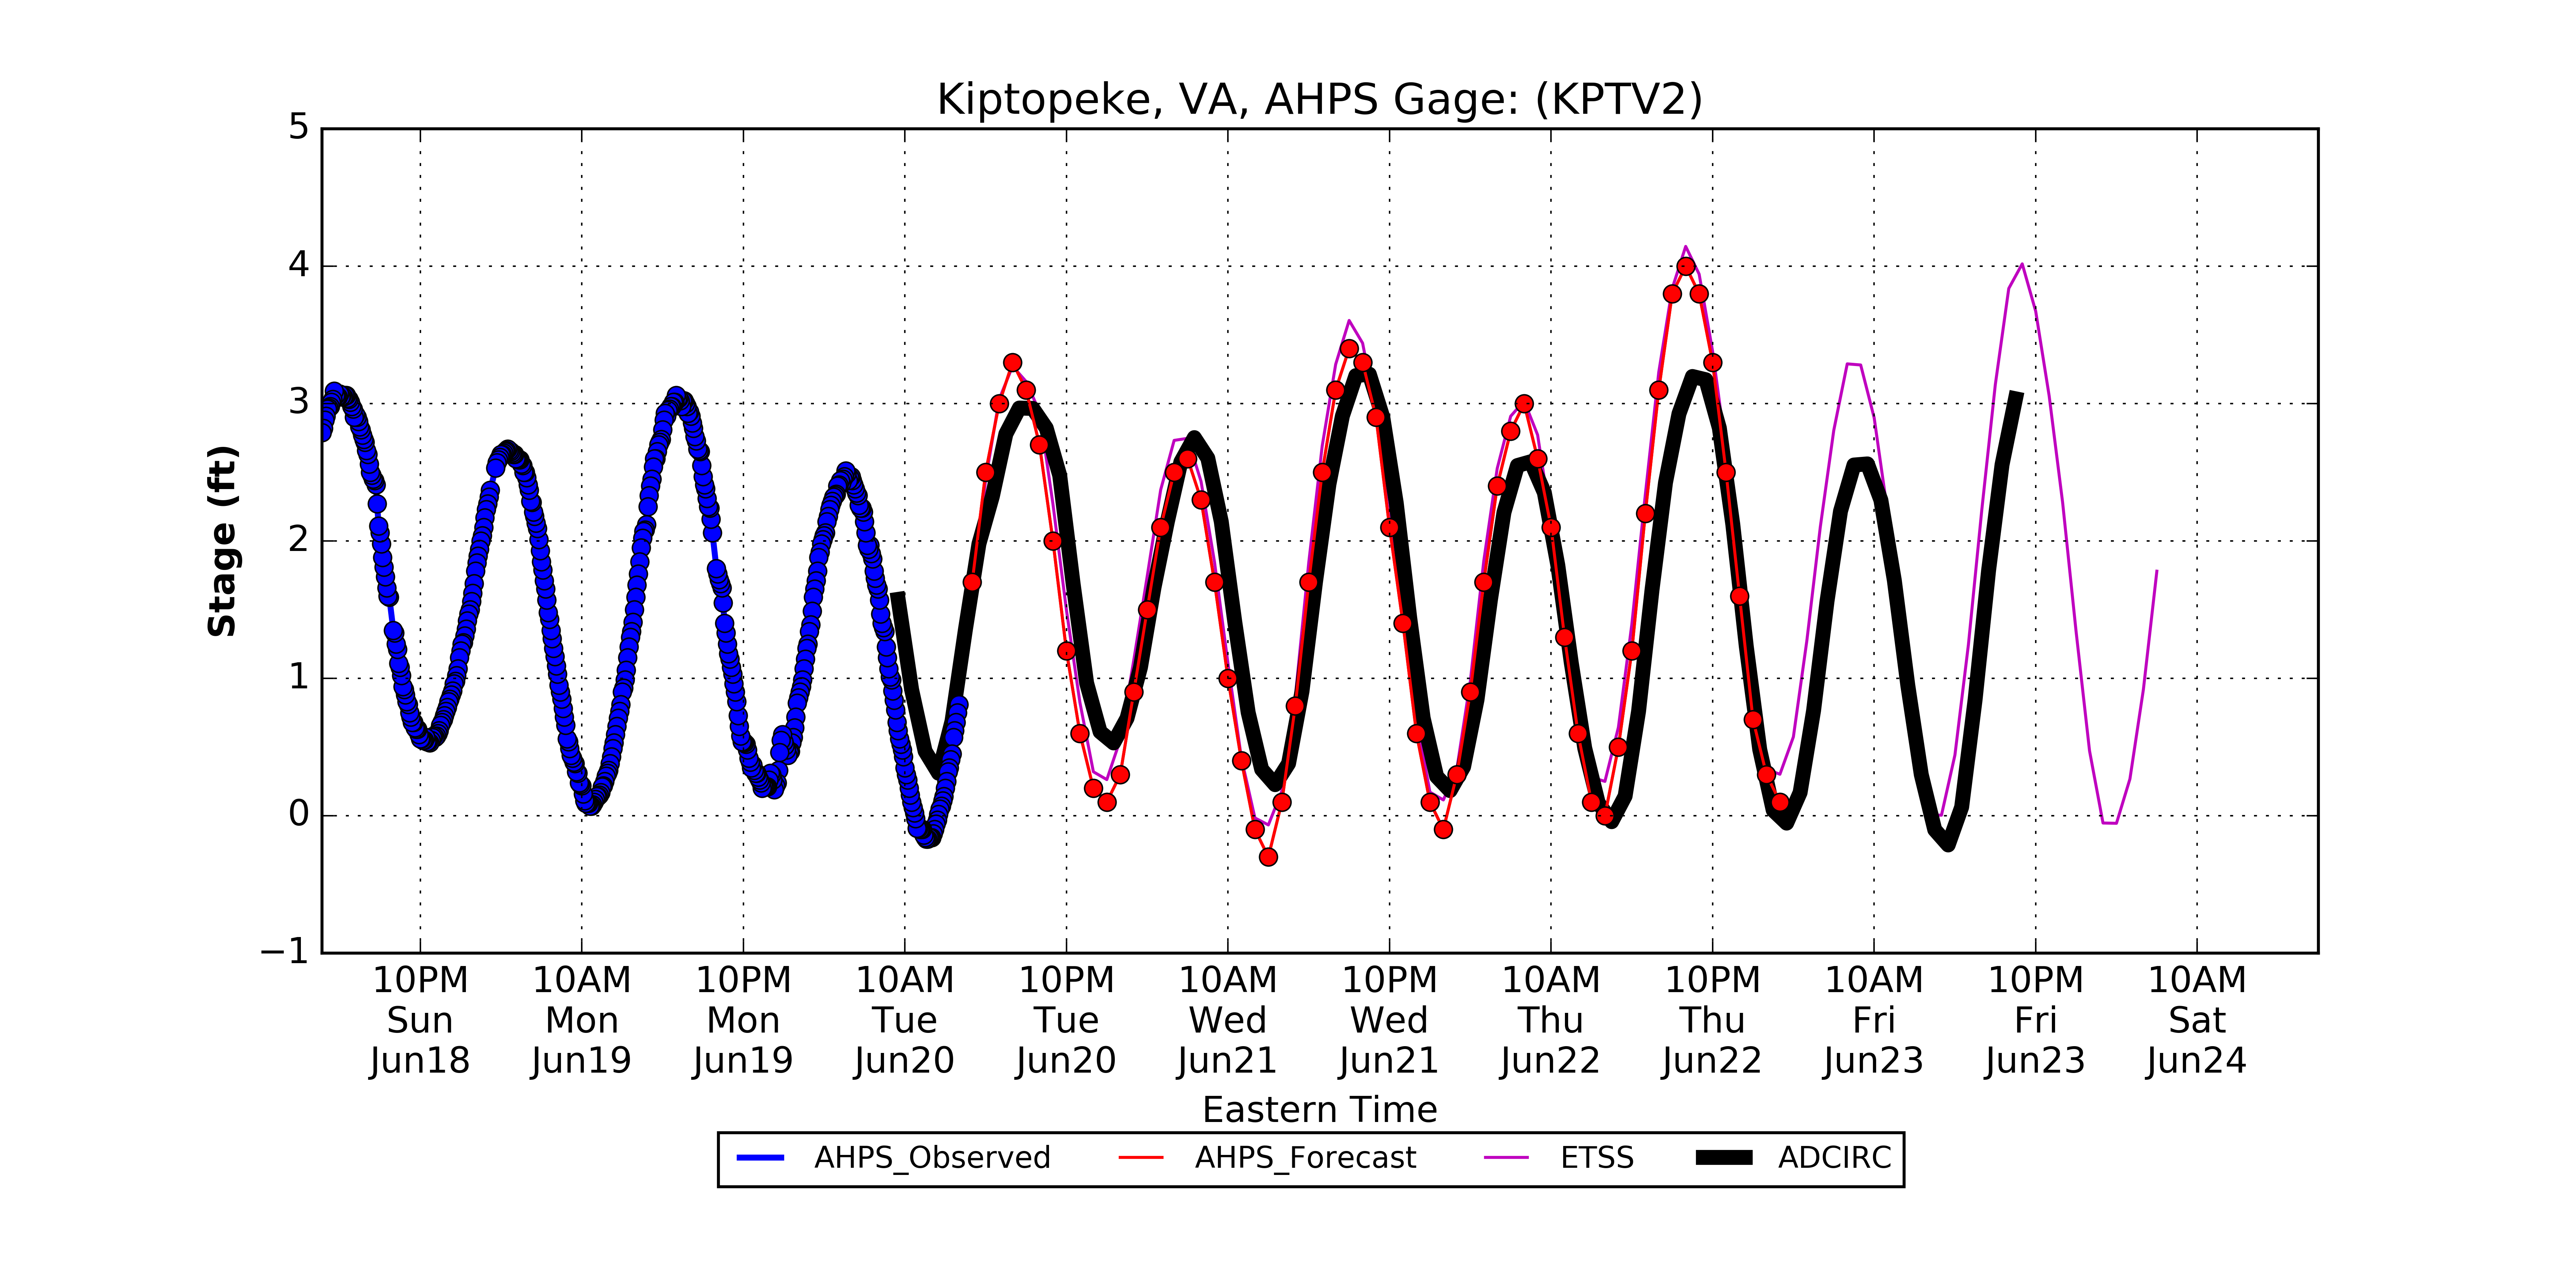 Kiptopeke, VA, AHPS Gage: (KPTV2)
5
4
3
2
1
0
−1
Stage (ft)
10PM 10AM 10PM 10AM 10PM 10AM 10PM 10AM 10PM 10AM 10PM 10AM
Sun Mon Mon Tue Tue Wed Wed Thu Thu Fri Fri Sat
Jun18 Jun19 Jun19 Jun20 Jun20 Jun21 Jun21 Jun22 Jun22 Jun23 Jun23 Jun24
Eastern Time
AHPS_Observed AHPS_Forecast ETSS ADCIRC